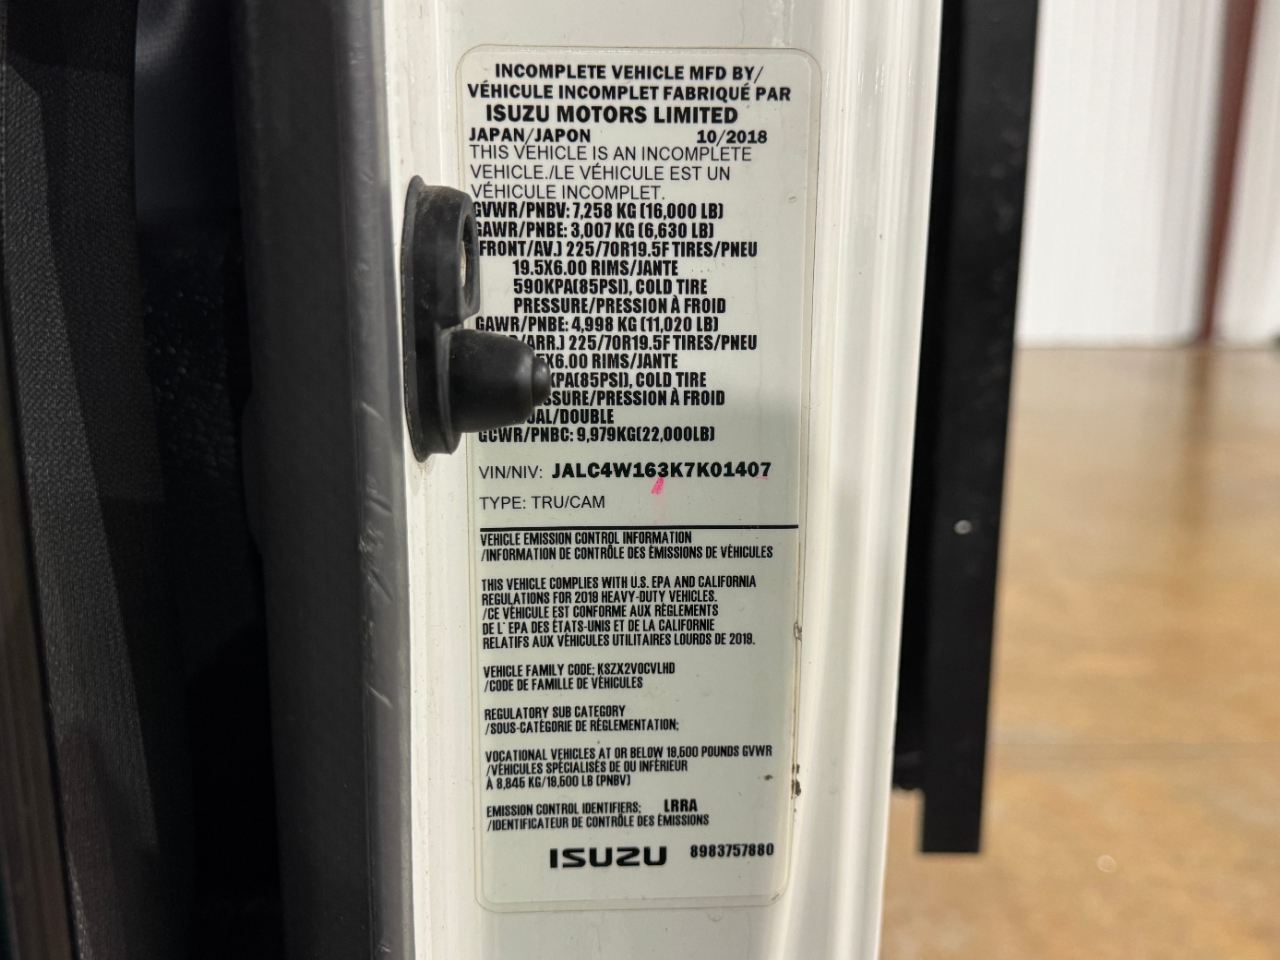 INCOMPLETE VEHICLE MFD BY/
VÉHICULE INCOMPLET FABRIQUÉ PAR
ISUZU MOTORS LIMITED
JAPAN/JAPON 10/2018
THIS VEHICLE IS AN INCOMPLETE
VEHICLE./LE VÉHICULE EST UN
VÉHICULE INCOMPLET.
GVWR/PNBV: 7,258 KG (16,000 LB)
GAWR/PNBE: 3,007 KG (6,630 LB)
FRONT/AV.) 225/70R19.5F TIRES/PNEU
19.5X6.00 RIMS/JANTE
590KPA(85PSI), COLD TIRE
PRESSURE/PRESSION À FROID
GAWR/PNBE: 4,998 KG (11,020 LB)
/ARR.) 225/70R19.5F TIRES/PNEU
X6.00 RIMS/JANTE
KPA(85PSI), COLD TIRE
SSURE/PRESSION À FROID
UAL/DOUBLE
GCWR/PNBC: 9,979KG(22,000LB)
VIN/NIV: JALC4W163K7K01407
TYPE: TRU/CAM
VEHICLE EMISSION CONTROL INFORMATION
/INFORMATION DE CONTRÔLE DES ÉMISSIONS DE VÉHICULES
THIS VEHICLE COMPLIES WITH U.S. EPA AND CALIFORNIA
REGULATIONS FOR 2018 HEAVY-DUTY VEHICLES.
/CE VÉHICULE EST CONFORME AUX RÈGLEMENTS
DE L' EPA DES ÉTATS-UNIS ET DE LA CALIFORNIE
RELATIFS AUX VÉHICULES UTILITAIRES LOURDS DE 2018.
VEHICLE FAMILY CODE: KSZX2VOCVLHD
/CODE DE FAMILLE DE VÉHICULES
REGULATORY SUB CATEGORY
/SOUS-CATÉGORIE DE RÉGLEMENTATION;
VOCATIONAL VEHICLES AT OR BELOW 19,500 POUNDS GVWR
/VÉHICULES SPÉCIALISÉS DE OU INFÉRIEUR
À 8,845 KG/19,500 LB (PNBV)
EMISSION CONTROL IDENTIFIERS: LRRA
/IDENTIFICATEUR DE CONTRÔLE DES ÉMISSIONS
ISUZU 8983757880